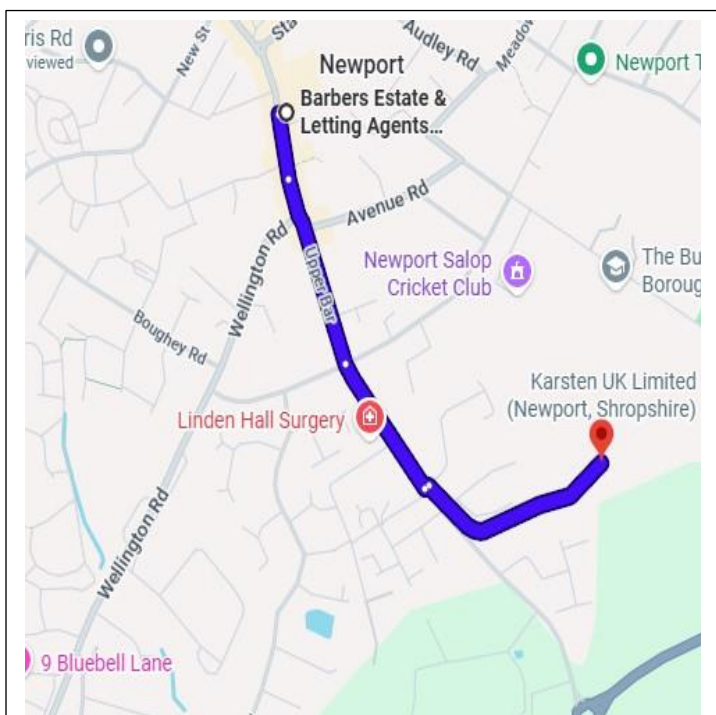 ris Rd
viewed
New St
Sta
Audley Rd
Meadow
Newport
Barbers Estate &
Letting Agents...
Newport T
Avenue Rd
Wellington Rd
Upper Bar
Newport Salop
Cricket Club
The Bu
Boroug
Boughey Rd
Karsten UK Limited
(Newport, Shropshire)
Linden Hall Surgery
Wellington Rd
9 Bluebell Lane